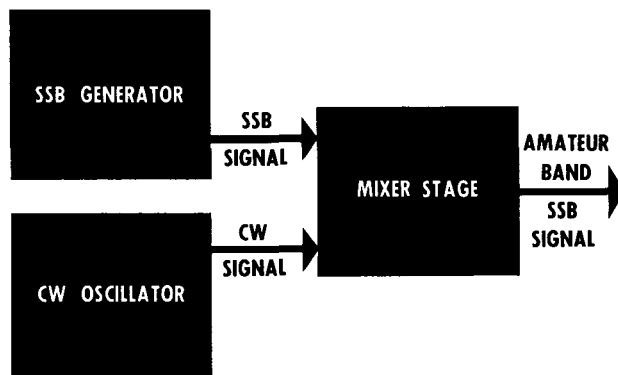 SSB GENERATOR
SSB
SIGNAL
MIXER STAGE
AMATEUR
BAND
SSB
SIGNAL
CW
SIGNAL
CW OSCILLATOR